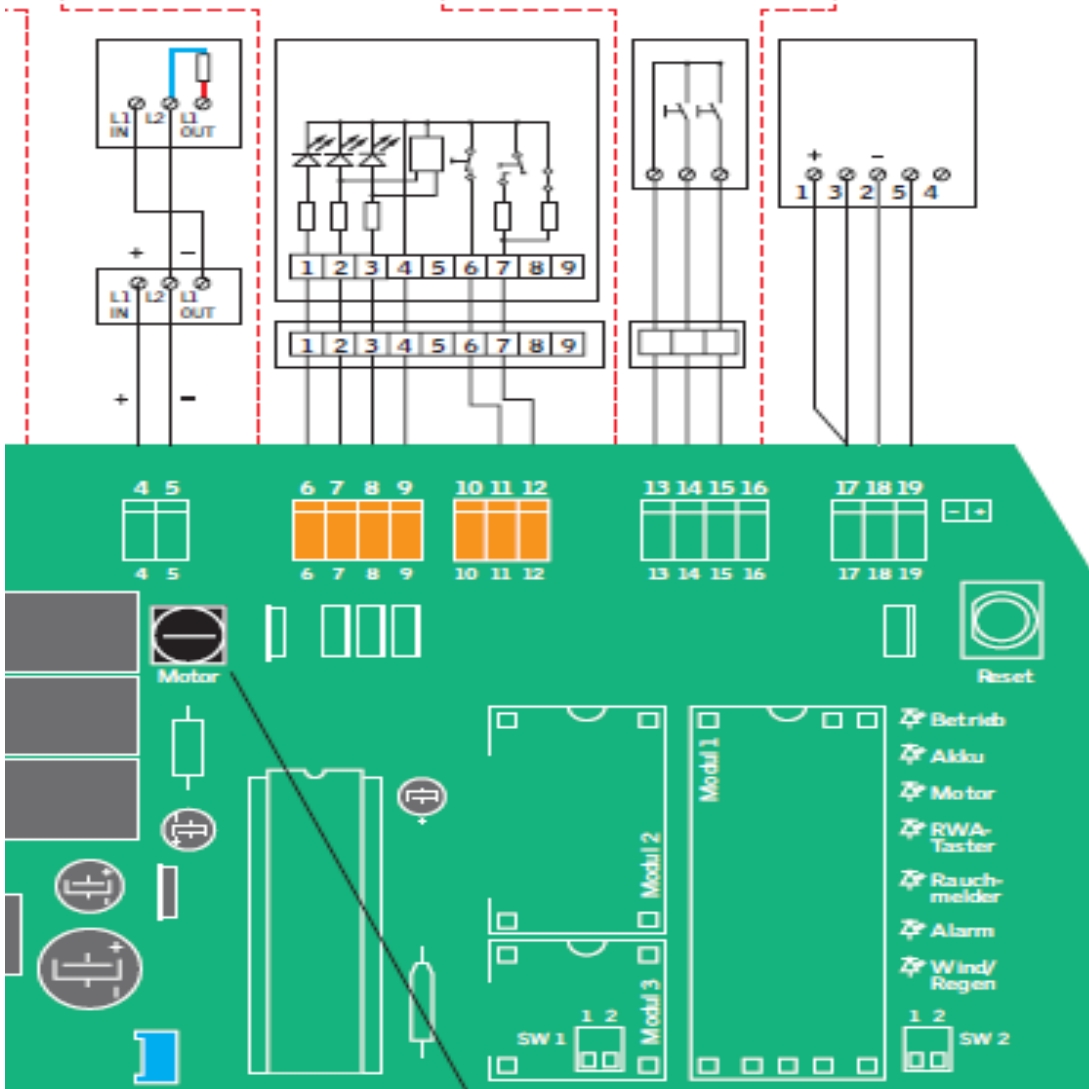 L1 L2 L1
IN OUT
+ −
1 3 2 5 4
+ −
L1 L2 L1
IN OUT
1 2 3 4 5 6 7 8 9
1 2 3 4 5 6 7 8 9
+ −
4 5 6 7 8 9 10 11 12 13 14 15 16 17 18 19
- +
4 5 6 7 8 9 10 11 12 13 14 15 16 17 18 19
Motor
Reset
Betrieb
Akku
Motor
RWA-
Taster
Rauch-
melder
Alarm
Wind/
Regen
Modul 1
Modul 2
Modul 3
+
+
+
-
+
-
1 2
SW 1
1 2
SW 2